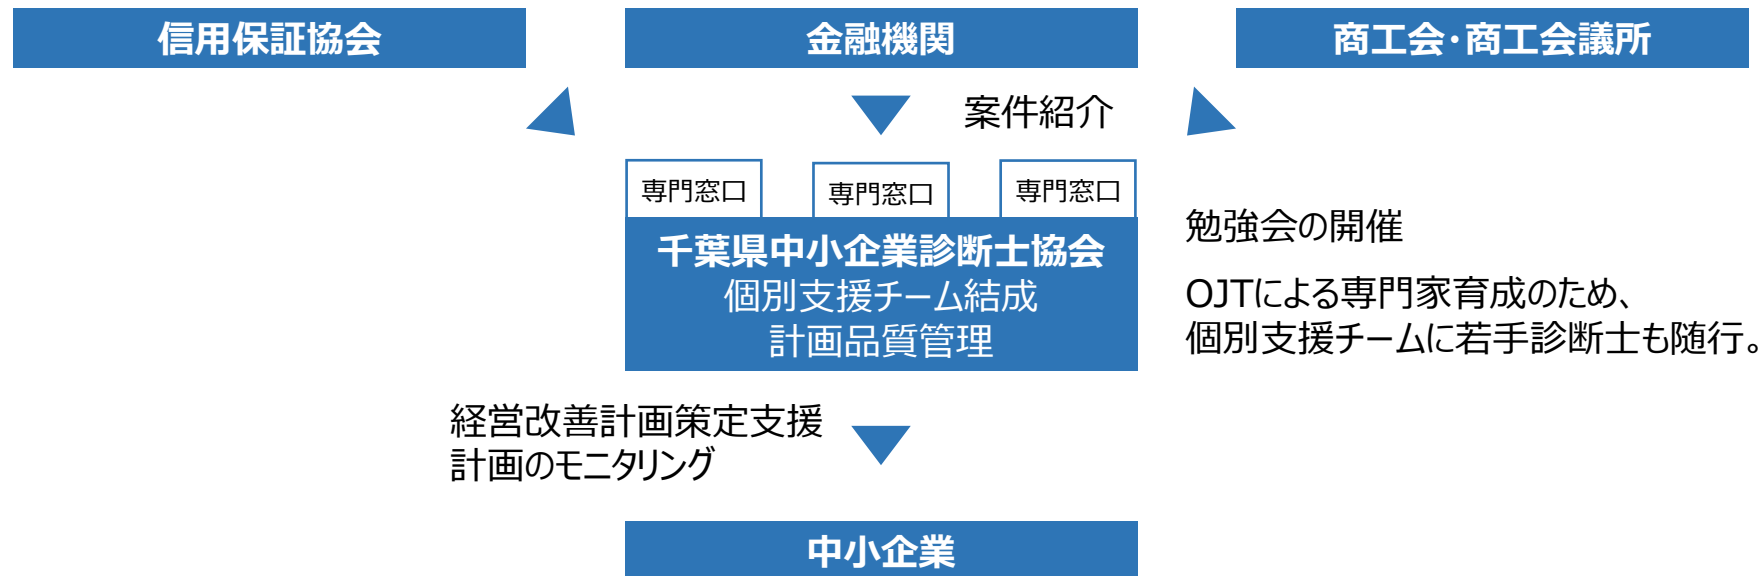 信用保証協会
金融機関
商工会・商工会議所
案件紹介
専門窓口
専門窓口
専門窓口
千葉県中小企業診断士協会
個別支援チーム結成
計画品質管理
勉強会の開催
OJTによる専門家育成のため、
個別支援チームに若手診断士も随行。
経営改善計画策定支援
計画のモニタリング
中小企業